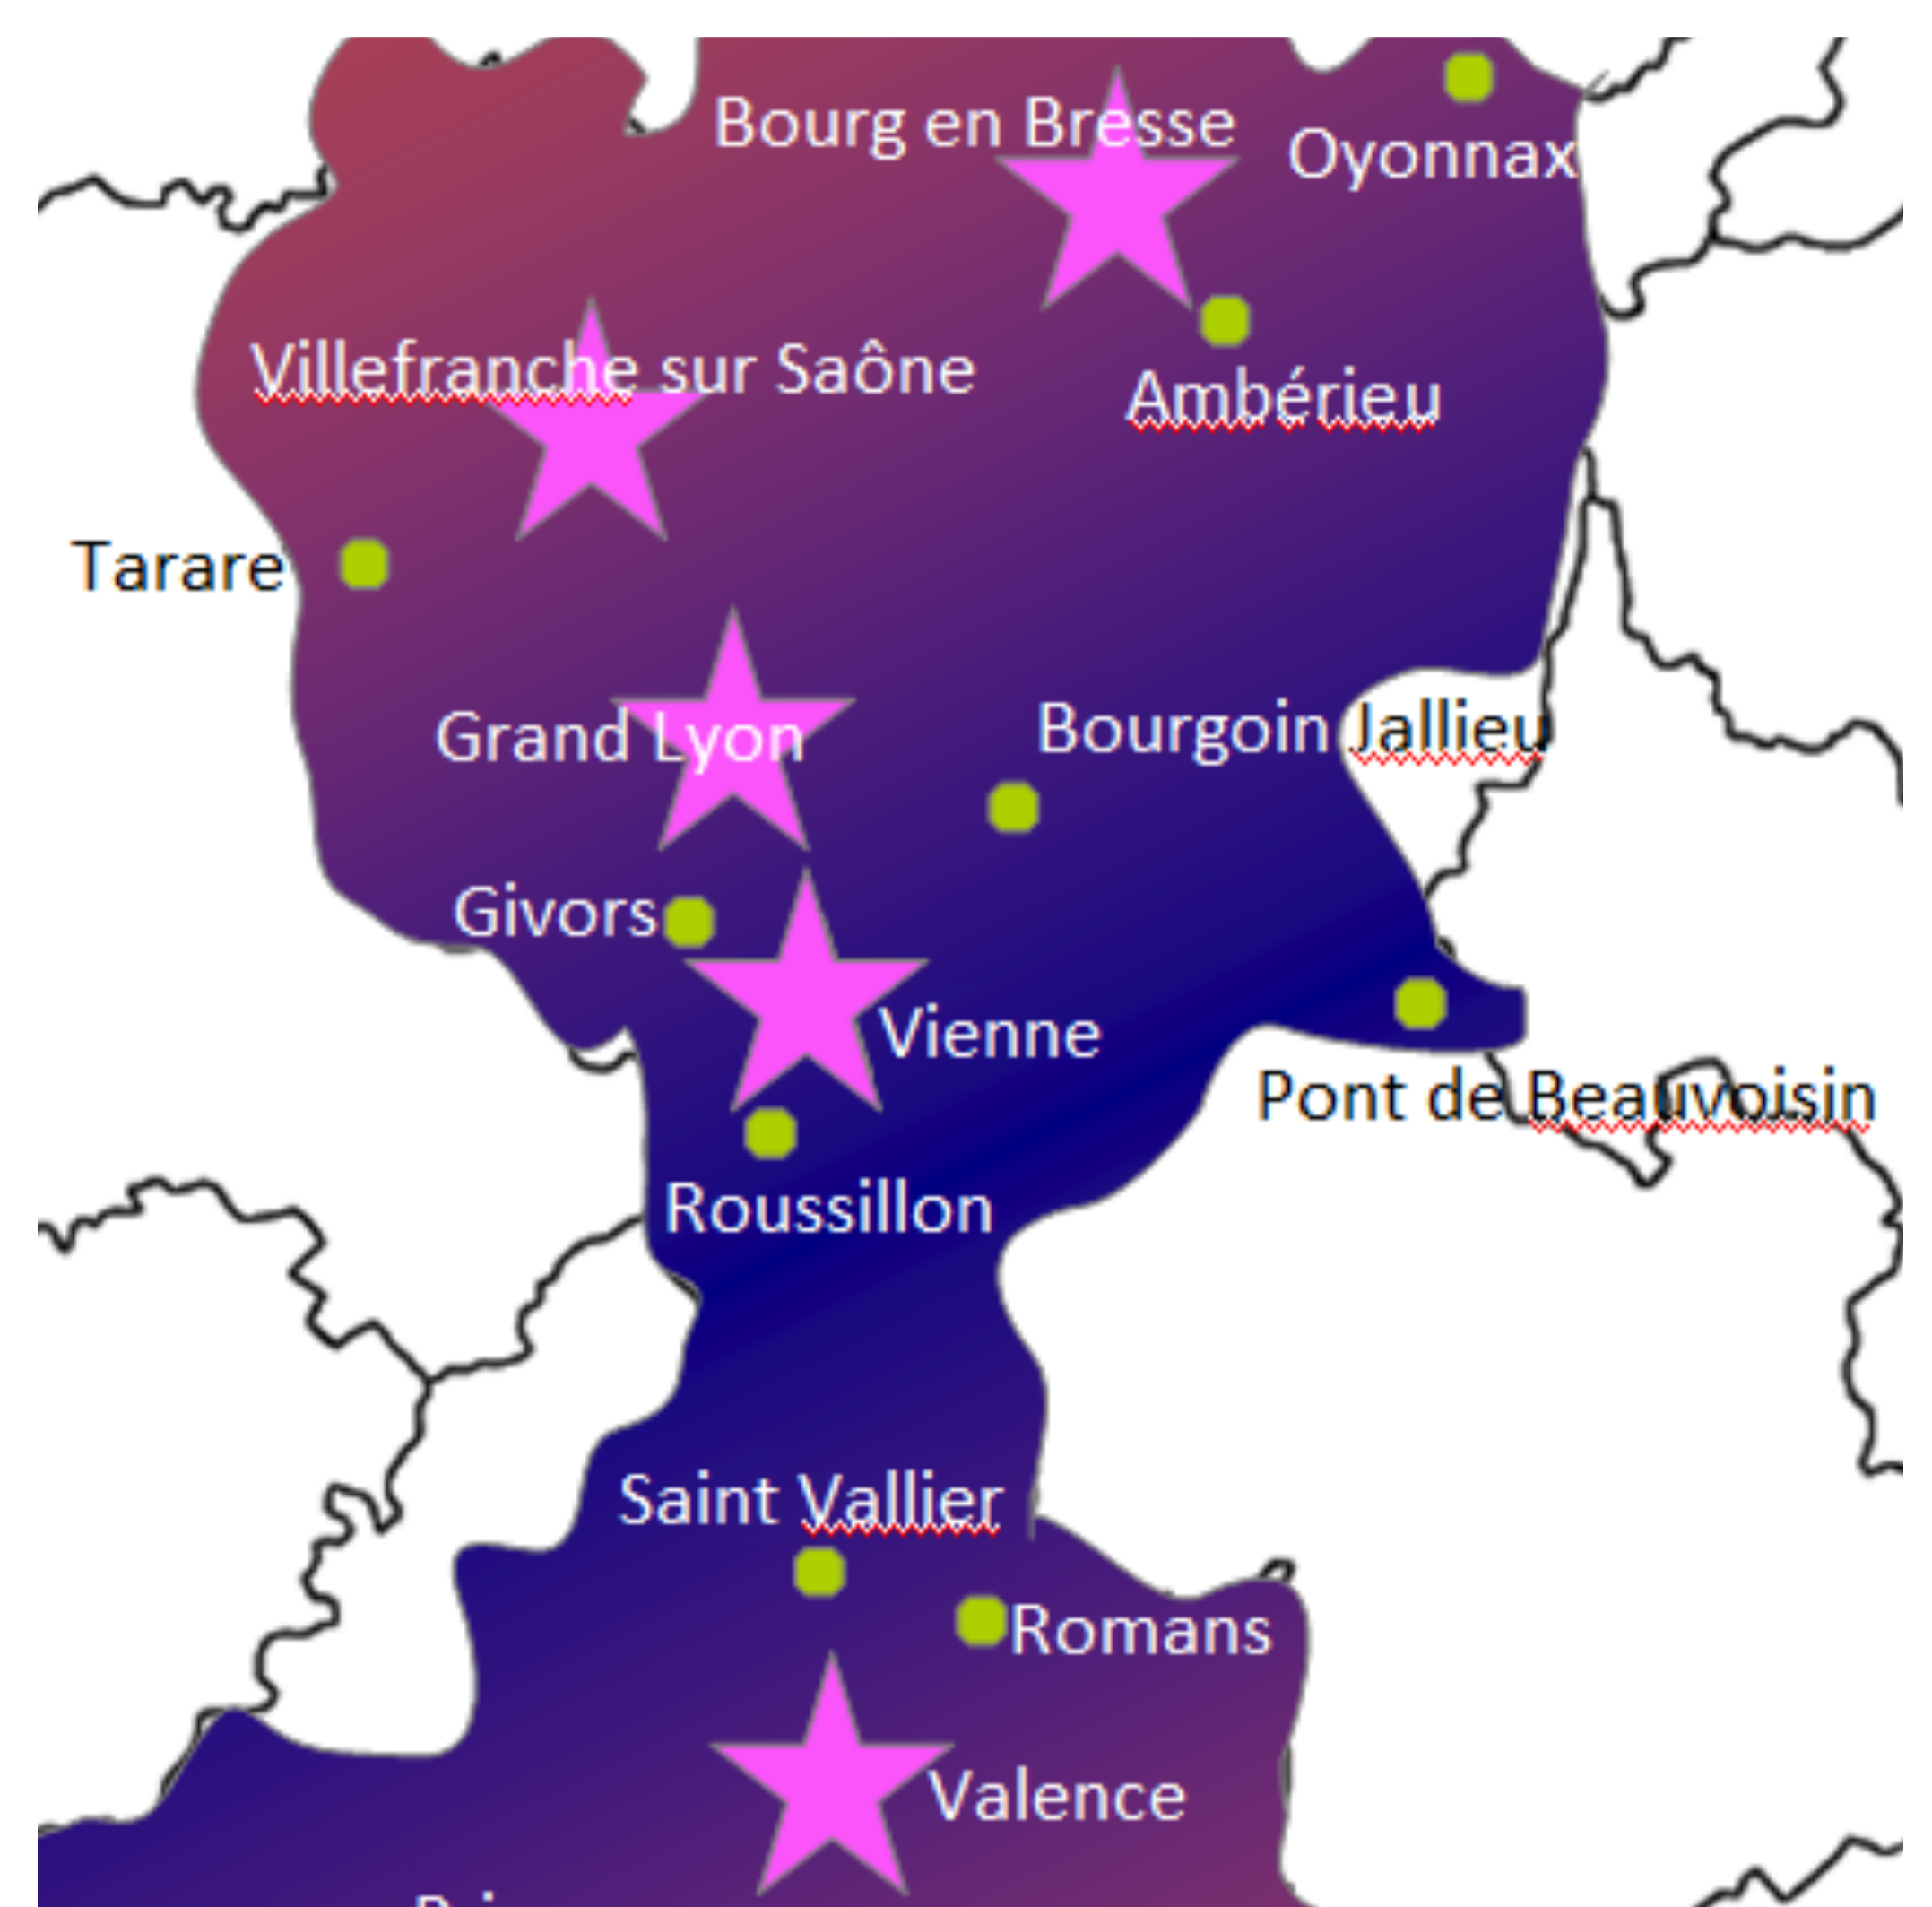 Bourg en Bresse
Oyonnax
Villefranche sur Saône
Ambérieu
Tarare
Grand Lyon
Bourgoin Jallieu
Givors
Vienne
Pont de Beauvoisin
Roussillon
Saint Vallier
Romans
Valence